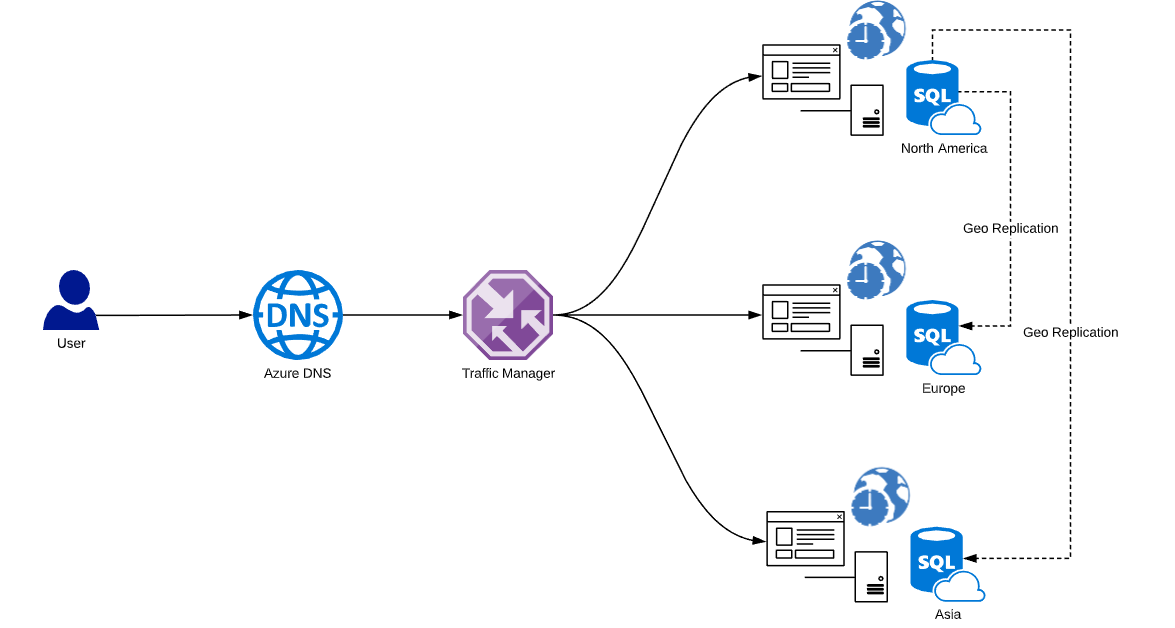 SQL
North America
Geo Replication
DNS
SQL
Geo Replication
User
Azure DNS
Traffic Manager
Europe
SQL
Asia